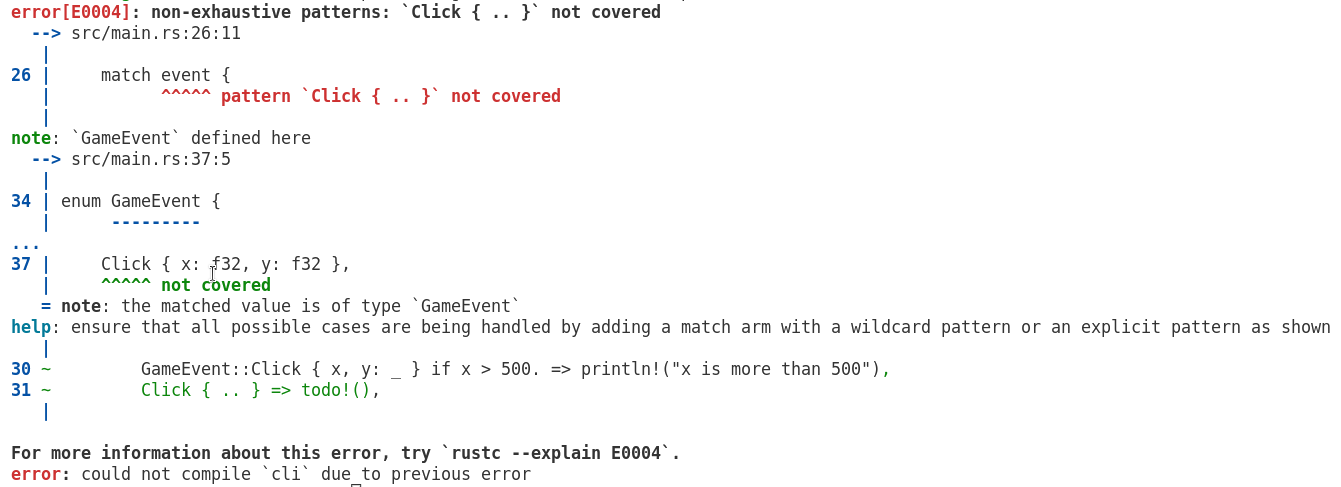 error[E0004]: non-exhaustive patterns: `Click { .. }` not covered
  --> src/main.rs:26:11
   |
26 |     match event {
   |           ^^^^^ pattern `Click { .. }` not covered
   |
note: `GameEvent` defined here
  --> src/main.rs:37:5
   |
34 | enum GameEvent {
   |      ---------
...
37 |     Click { x: f32, y: f32 },
   |     ^^^^^ not covered
   = note: the matched value is of type `GameEvent`
help: ensure that all possible cases are being handled by adding a match arm with a wildcard pattern or an explicit pattern as shown
   |
30 ~         GameEvent::Click { x, y: _ } if x > 500. => println!("x is more than 500"),
31 ~         Click { .. } => todo!(),
   |

For more information about this error, try `rustc --explain E0004`.
error: could not compile `cli` due to previous error